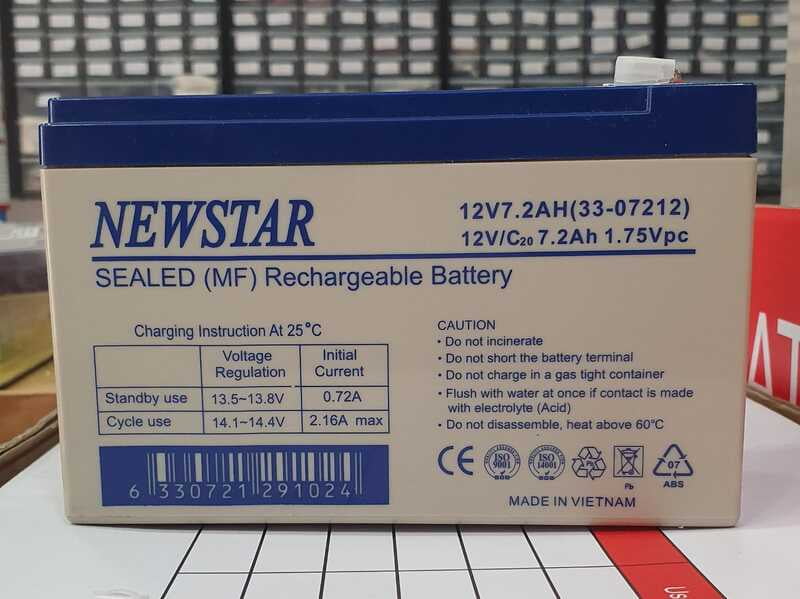 NEWSTAR
12V7.2AH(33-07212)
12V/C20 7.2Ah 1.75Vpc
SEALED (MF) Rechargeable Battery
Charging Instruction At 25°C
Voltage Regulation
Initial Current
Standby use 13.5~13.8V 0.72A
Cycle use 14.1~14.4V 2.16A max
CAUTION
• Do not incinerate
• Do not short the battery terminal
• Do not charge in a gas tight container
• Flush with water at once if contact is made
with electrolyte (Acid)
• Do not disassemble, heat above 60°C
6 330721 291024
CE
ISO 9001
ISO 14001
Pb
Pb
07
ABS
MADE IN VIETNAM
AT
Us